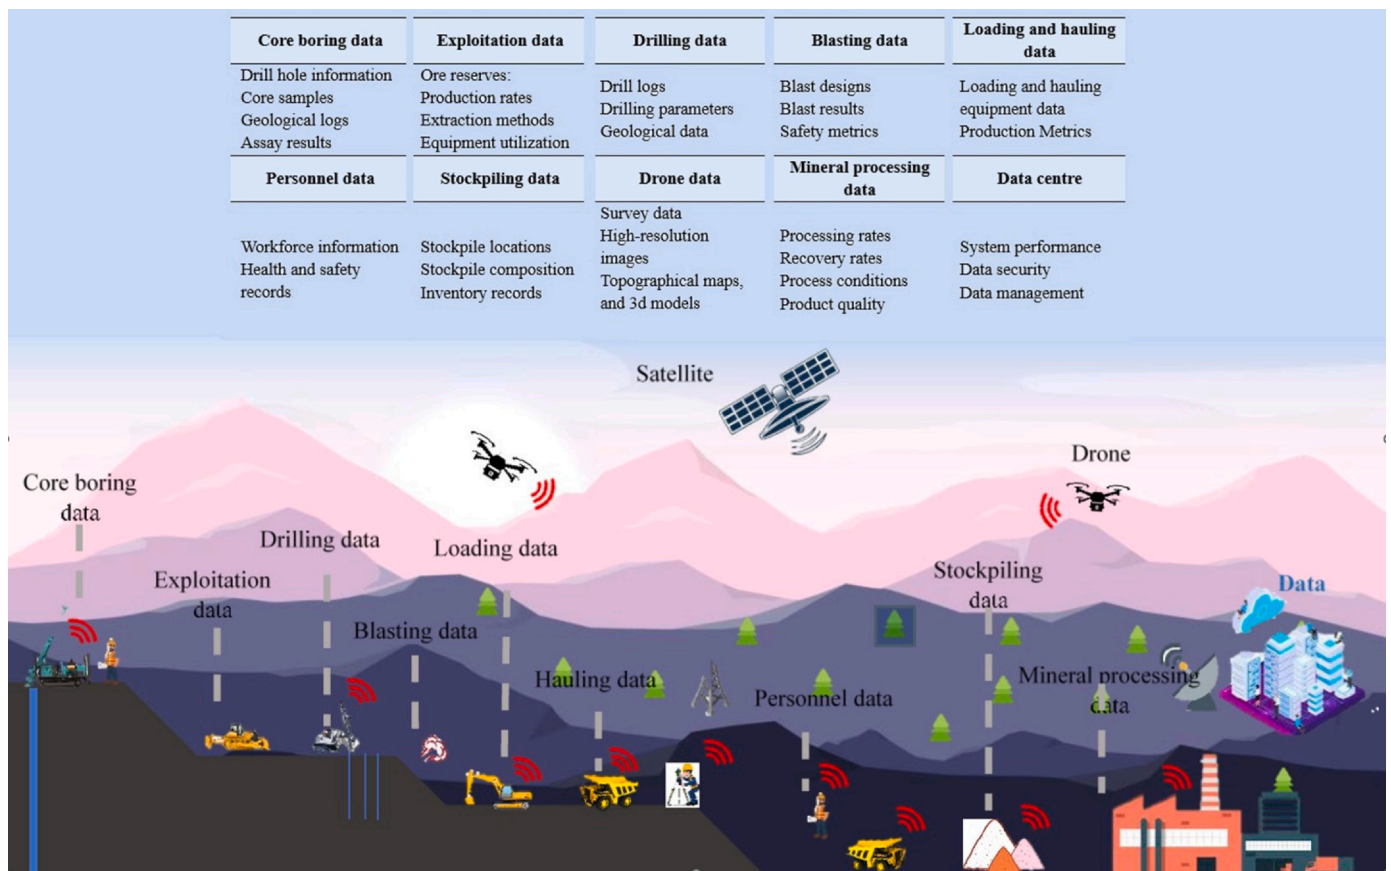 Core boring data
Drill hole information
Core samples
Geological logs
Assay results
Exploitation data
Ore reserves:
Production rates
Extraction methods
Equipment utilization
Drilling data
Drill logs
Drilling parameters
Geological data
Blasting data
Blast designs
Blast results
Safety metrics
Loading and hauling
data
Loading and hauling
equipment data
Production Metrics
Personnel data
Workforce information
Health and safety
records
Stockpiling data
Stockpile locations
Stockpile composition
Inventory records
Drone data
Survey data
High-resolution
images
Topographical maps,
and 3d models
Mineral processing
data
Processing rates
Recovery rates
Process conditions
Product quality
Data centre
System performance
Data security
Data management
Satellite
Drone
Core boring
data
Drilling data
Loading data
Exploitation
data
Stockpiling
data
Data
Blasting data
Hauling data
Personnel data
Mineral processing
data